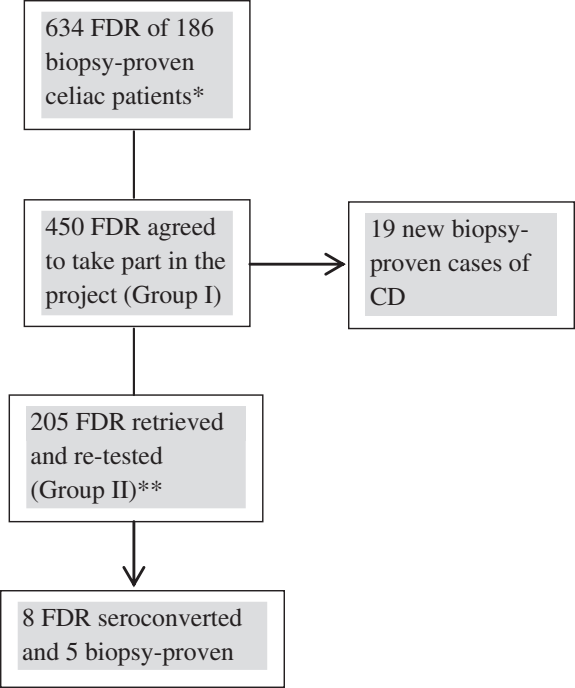 634 FDR of 186
biopsy-proven
celiac patients*
450 FDR agreed
to take part in the
project (Group I)
19 new biopsy-
proven cases of
CD
205 FDR retrieved
and re-tested
(Group II)**
8 FDR seroconverted
and 5 biopsy-proven